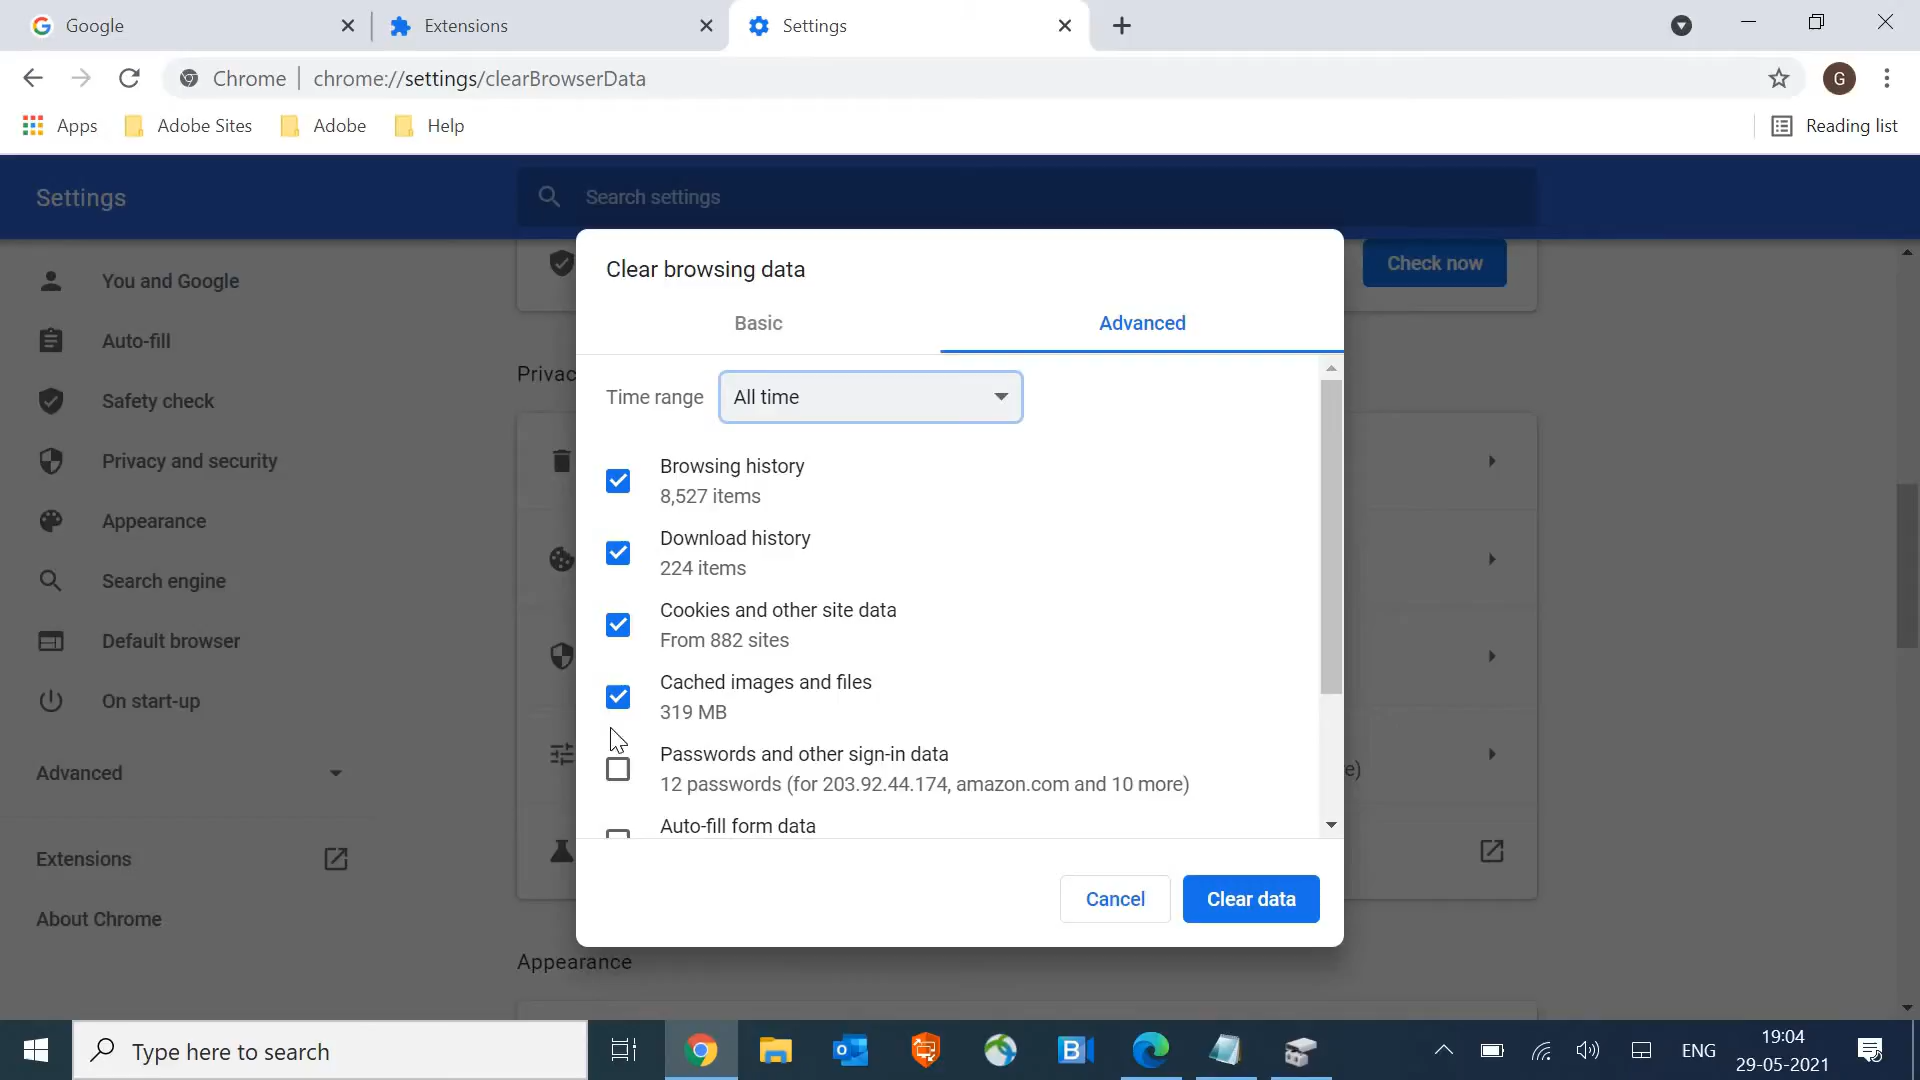 Google
Extensions
Settings
Chrome
chrome://settings/clearBrowserData
G
Apps
Adobe Sites
Adobe
Help
Reading list
Settings
Search settings
You and Google
Auto-fill
Safety check
Privacy and security
Appearance
Search engine
Default browser
On start-up
Advanced
Extensions
About Chrome
Check now
Privac
Clear browsing data
Basic
Advanced
Time range
All time
Browsing history
8,527 items
Download history
224 items
Cookies and other site data
From 882 sites
Cached images and files
319 MB
Passwords and other sign-in data
12 passwords (for 203.92.44.174, amazon.com and 10 more)
Auto-fill form data
e)
Cancel
Clear data
Appearance
Type here to search
ENG
19:04
29-05-2021